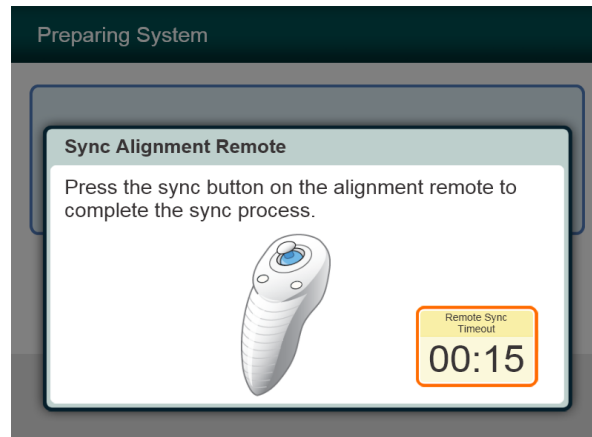 Preparing System
Sync Alignment Remote
Press the sync button on the alignment remote to
complete the sync process.
Remote Sync
Timeout
00:15